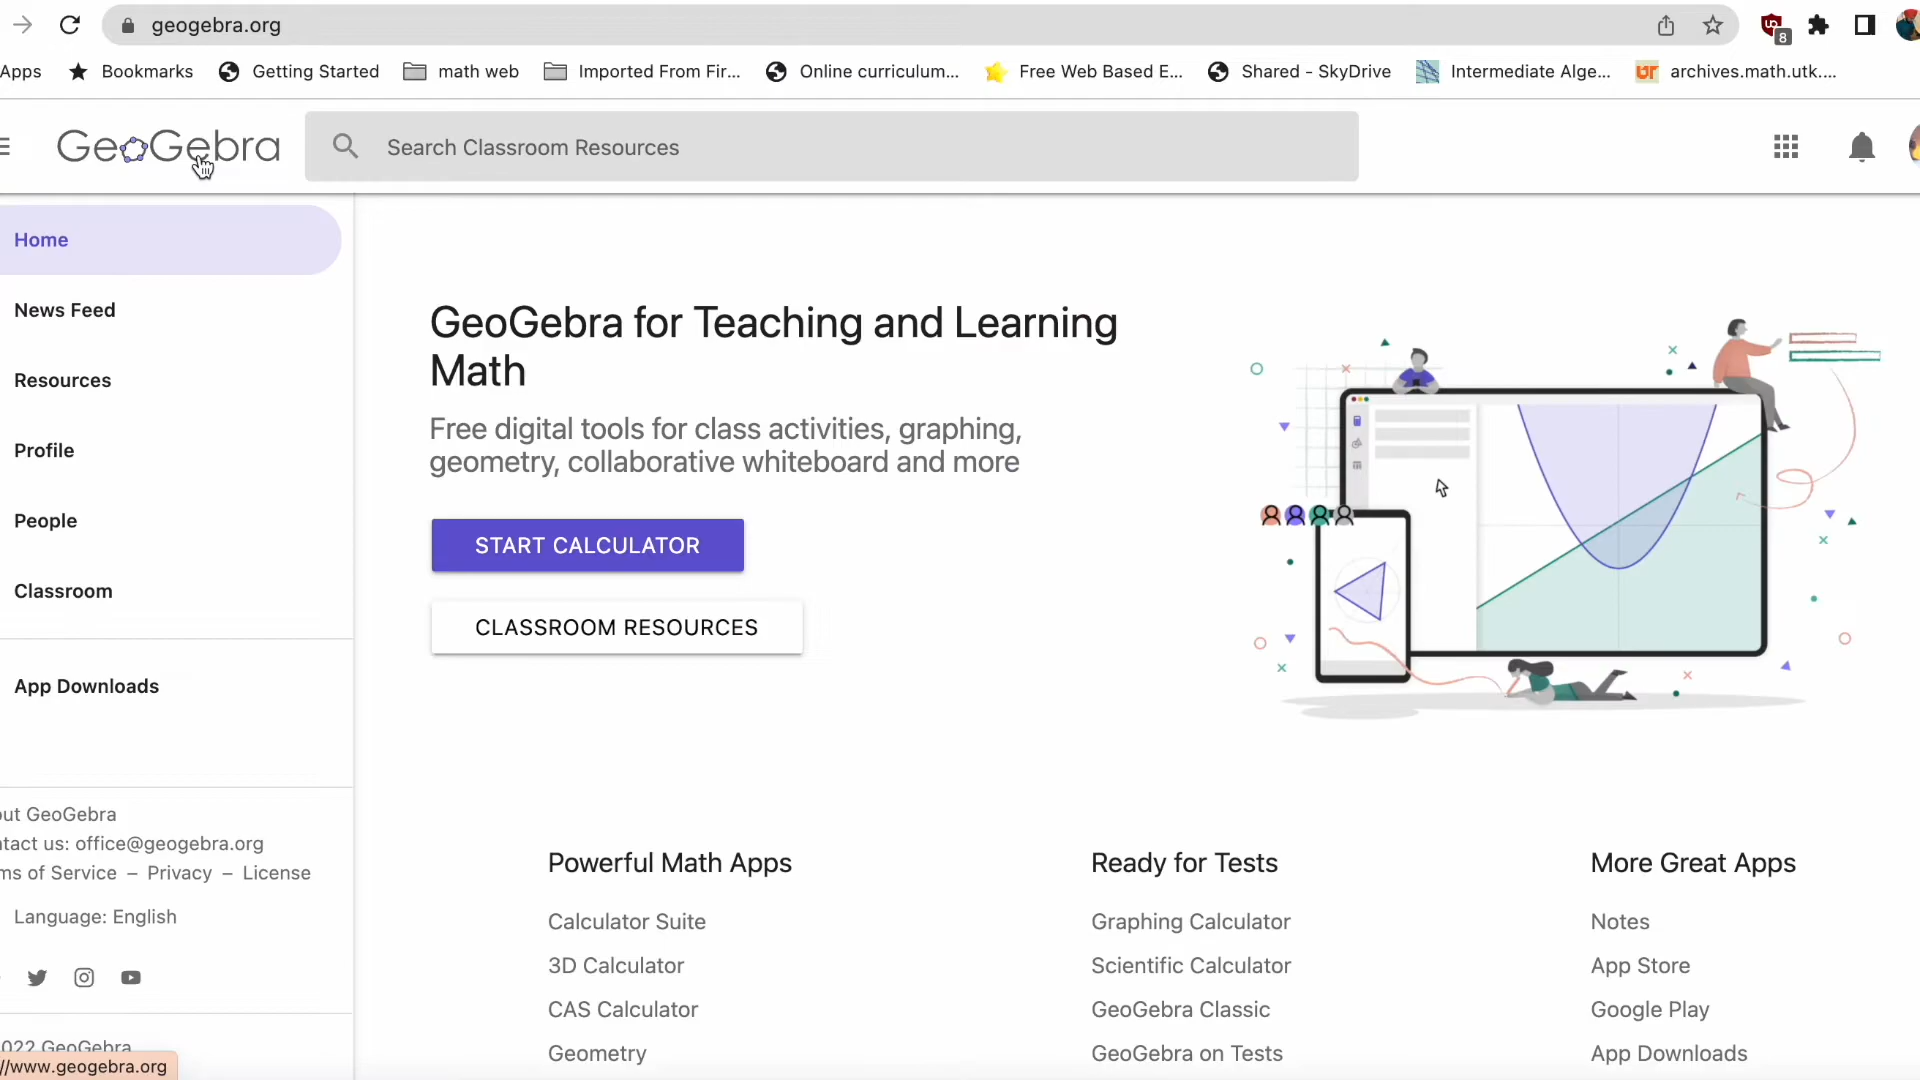 geogebra.org
8
Apps
Bookmarks
Getting Started
math web
Imported From Fir...
Online curriculum...
Free Web Based E...
Shared - SkyDrive
Intermediate Alge...
archives.math.utk....
GeoGebra
Search Classroom Resources
Home
News Feed
Resources
Profile
People
Classroom
App Downloads
out GeoGebra
ntact us: office@geogebra.org
ms of Service – Privacy – License
Language: English
022 GeoGebra
//www.geogebra.org
GeoGebra for Teaching and Learning
Math
Free digital tools for class activities, graphing,
geometry, collaborative whiteboard and more
START CALCULATOR
CLASSROOM RESOURCES
Powerful Math Apps
Calculator Suite
3D Calculator
CAS Calculator
Geometry
Ready for Tests
Graphing Calculator
Scientific Calculator
GeoGebra Classic
GeoGebra on Tests
More Great Apps
Notes
App Store
Google Play
App Downloads